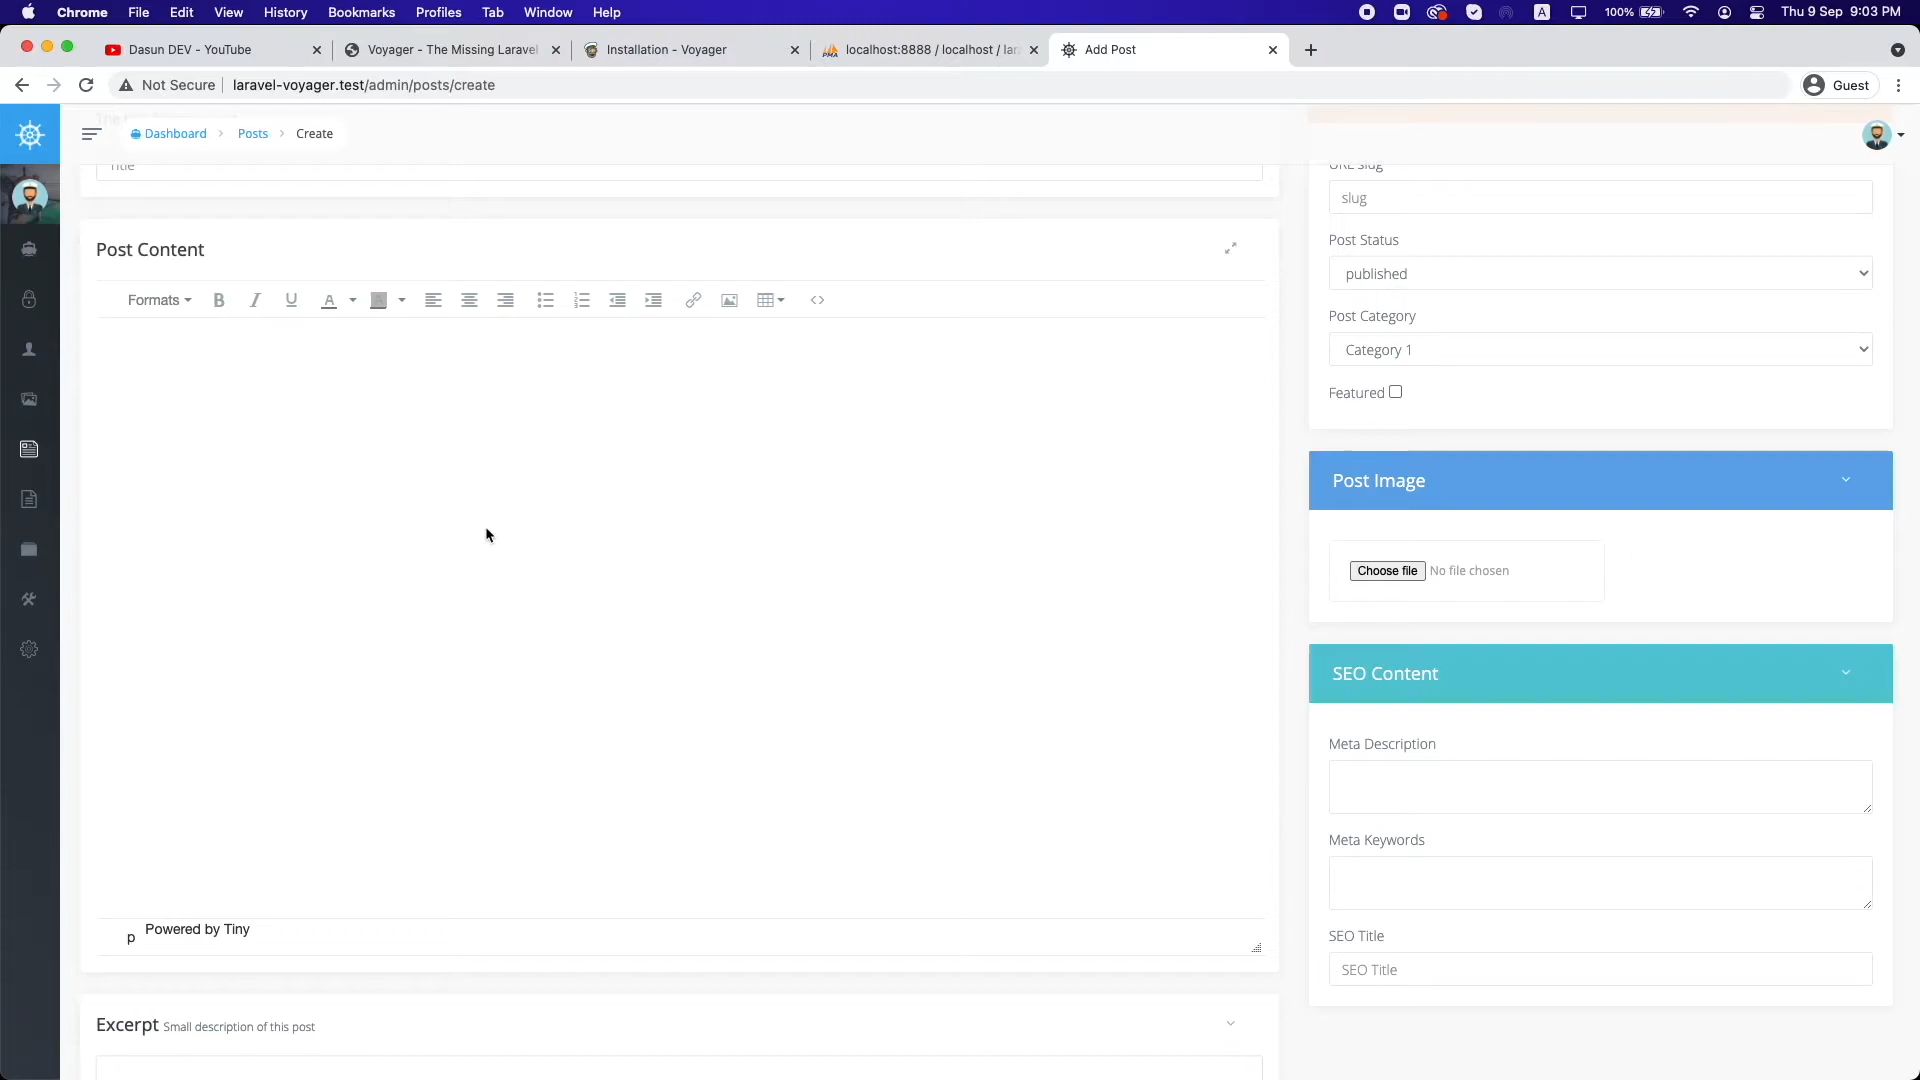 Chrome File Edit View History Bookmarks Profiles Tab Window Help A 100% Thu 9 Sep 9:03 PM
Dasun DEV - YouTube Voyager - The Missing Laravel Installation - Voyager localhost:8888 / localhost / lar Add Post
Not Secure laravel-voyager.test/admin/posts/create Guest
Dashboard Posts Create
Title URL slug
slug
Post Content
Post Status
published
Formats B I U A A
Post Category
Category 1
Featured
Post Image
Choose file No file chosen
SEO Content
Meta Description
Meta Keywords
p Powered by Tiny
SEO Title
SEO Title
Excerpt Small description of this post